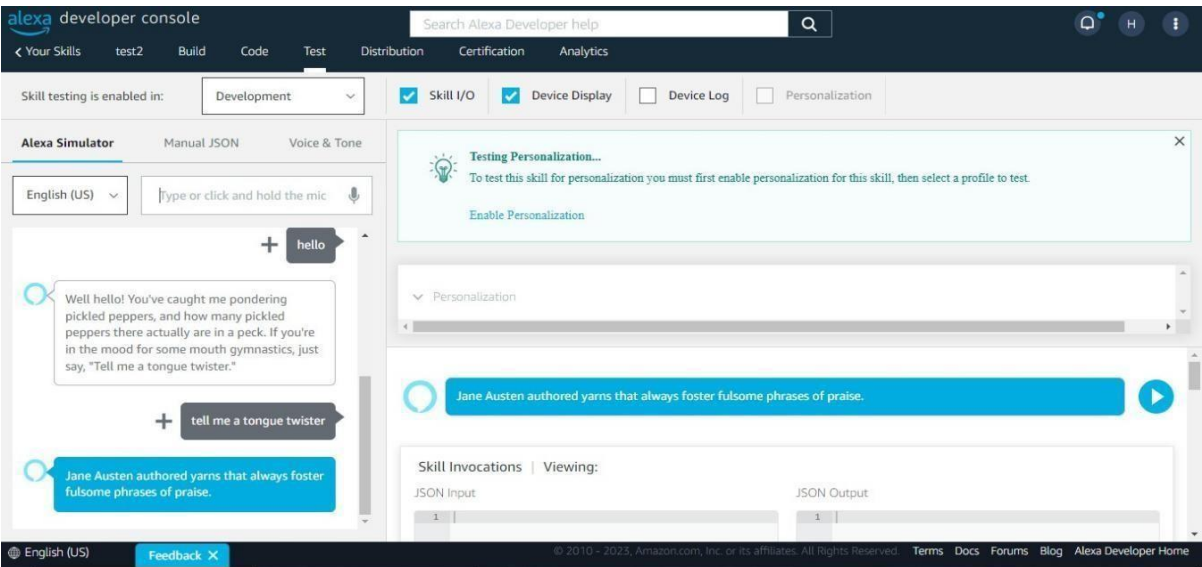 alexa developer console
Search Alexa Developer help
H
Your Skills test2 Build Code Test Distribution Certification Analytics
Skill testing is enabled in: Development
Skill I/O Device Display Device Log Personalization
Alexa Simulator Manual JSON Voice & Tone
English (US)
Type or click and hold the mic
hello
Well hello! You've caught me pondering
pickled peppers, and how many pickled
peppers there actually are in a peck. If you're
in the mood for some mouth gymnastics, just
say, "Tell me a tongue twister."
tell me a tongue twister
Jane Austen authored yarns that always foster
fulsome phrases of praise.
Testing Personalization...
To test this skill for personalization you must first enable personalization for this skill, then select a profile to test.
Enable Personalization
Personalization
Jane Austen authored yarns that always foster fulsome phrases of praise.
Skill Invocations | Viewing:
JSON Input JSON Output
1 1
English (US) Feedback X © 2010 - 2023, Amazon.com, Inc. or its affiliates. All Rights Reserved. Terms Docs Forums Blog Alexa Developer Home